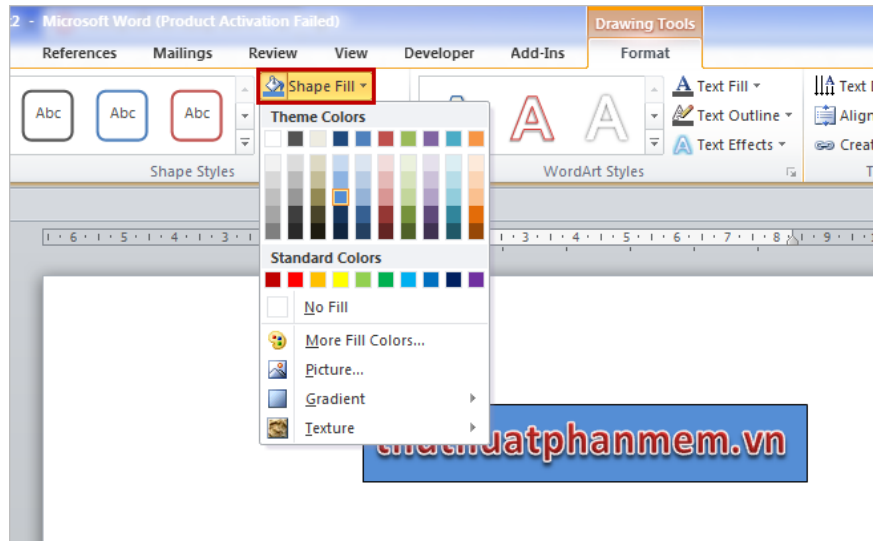 2 - Microsoft Word (Product Activation Failed)
Drawing Tools
References Mailings Review View Developer Add-Ins Format
Abc Abc Abc
Shape Fill
Text Fill
Text Outline
Text Effects
Text
Shape Styles
WordArt Styles
Theme Colors
6 5 4 3 3 4 5 6 7 8 9
Standard Colors
No Fill
More Fill Colors...
Picture...
Gradient
Texture
thuthuatphanmem.vn